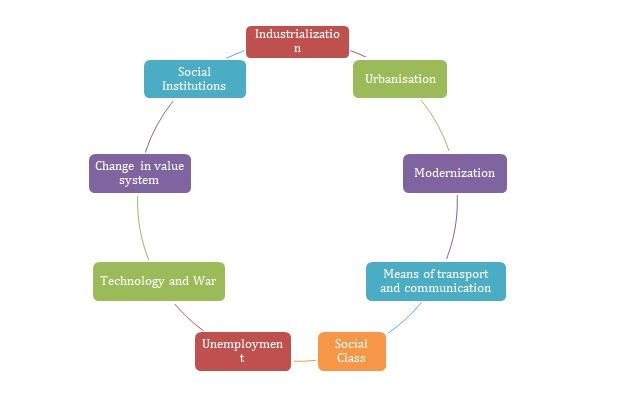 Industrializatio
n
Urbanisation
Modernization
Means of transport
and communication
Social
Class
Unemploymen
t
Technology and War
Change in value
system
Social
Institutions